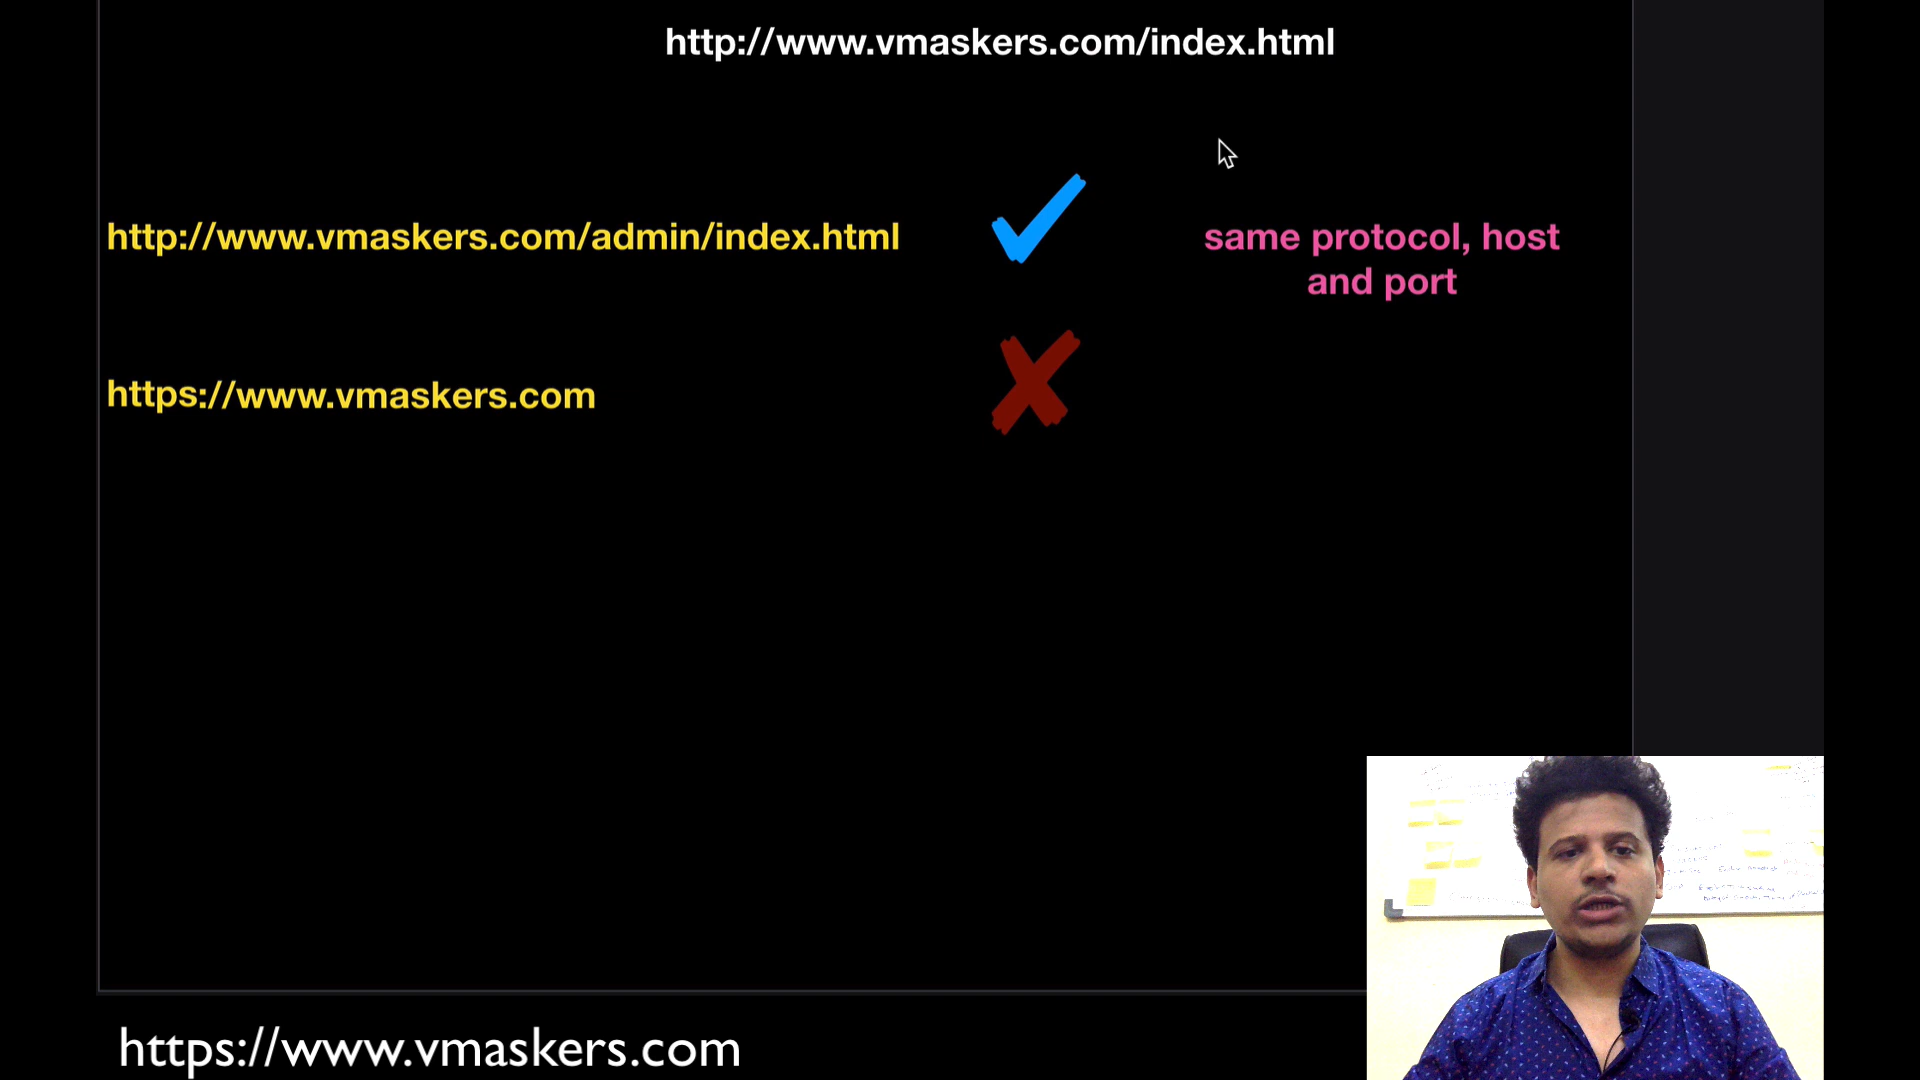 http://www.vmaskers.com/index.html
http://www.vmaskers.com/admin/index.html
same protocol, host
and port
https://www.vmaskers.com
https://www.vmaskers.com